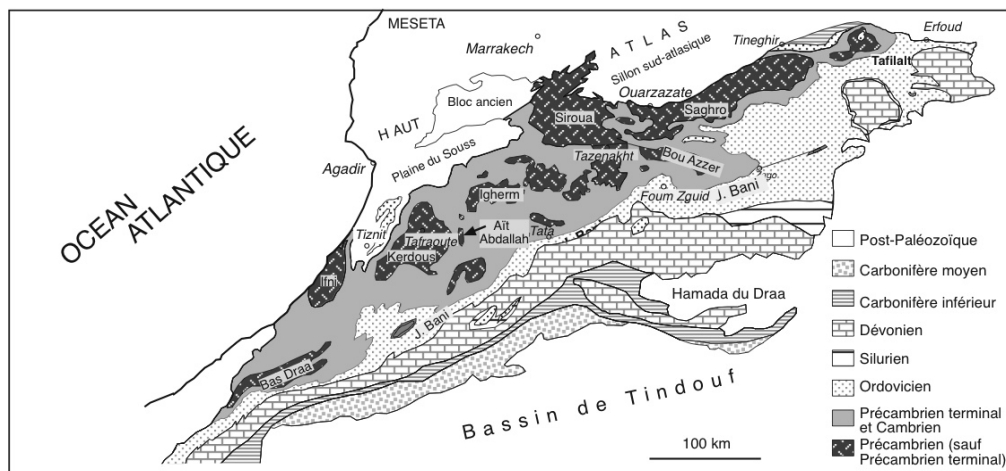 MESETA
Marrakech
ATLAS
Sillon sud-atlasique
Tineghir
Erfoud
Tafilalt
Ouarzazate
Bloc ancien
HAUT
Siroua
Saghro
Plaine du Souss
Agadir
Tazenakht
Bou Azzer
OCEAN
ATLANTIQUE
Igherm
Foum Zguid
J. Bani
Tiznit
Tafraoute
Kerdous
Aït
Abdallah
Tata
Ifni
Hamada du Draa
J. Bani
Bas Draa
Bassin de Tindouf
100 km
Post-Paléozoïque
Carbonifère moyen
Carbonifère inférieur
Dévonien
Silurien
Ordovicien
Précambrien terminal
et Cambrien
Précambrien (sauf
Précambrien terminal)